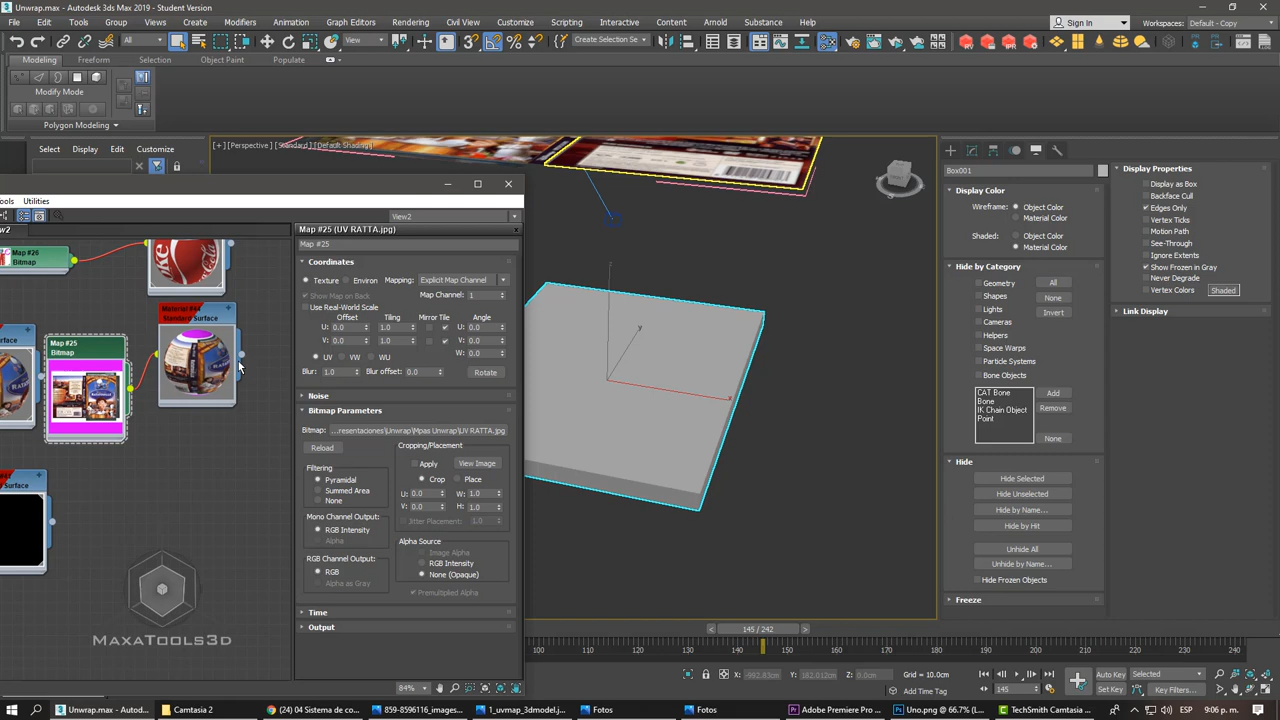 Unwrap.max - Autodesk 3ds Max 2019 - Student Version
File Edit Tools Group Views Create Modifiers Animation Graph Editors Rendering Civil View Customize Scripting Interactive Content Arnold Substance Help
Sign In Workspaces: Default - Copy
All View Create Selection Se
Modeling Freeform Selection Object Paint Populate
Modify Mode
Polygon Modeling
Select Display Edit Customize
[+] [Perspective] [Standard] [Default Shading]
ools Utilities
View2
Map #25 (UV RATTA.jpg)
Map #25
Map #26
Bitmap
Material #44
Standard Surface
Map #25
Bitmap
Coordinates
Texture Environ Mapping: Explicit Map Channel
Show Map on Back Map Channel: 1
Use Real-World Scale
Offset Tiling Mirror Tile Angle
U: 0.0 1.0 U: 0.0
V: 0.0 1.0 V: 0.0
UV VW WU W: 0.0
Blur: 1.0 Blur offset: 0.0 Rotate
Noise
Bitmap Parameters
Bitmap: ...resentaciones\Unwrap\Mpas Unwrap\UV RATTA.jpg
Reload
Cropping/Placement
Apply View Image
Crop Place
U: 0.0 W: 1.0
V: 0.0 H: 1.0
Jitter Placement: 1.0
Filtering
Pyramidal
Summed Area
None
Mono Channel Output:
RGB Intensity
Alpha
RGB Channel Output:
RGB
Alpha as Gray
Alpha Source
Image Alpha
RGB Intensity
None (Opaque)
Premultiplied Alpha
Time
Output
MAXATOOLS3D
84%
z
y
x
Box001
Display Color
Wireframe: Object Color
Material Color
Shaded: Object Color
Material Color
Hide by Category
Geometry All
Shapes None
Lights Invert
Cameras
Helpers
Space Warps
Particle Systems
Bone Objects
CAT Bone
Bone
IK Chain Object
Point
Add
Remove
None
Hide
Hide Selected
Hide Unselected
Hide by Name...
Hide by Hit
Unhide All
Unhide by Name...
Hide Frozen Objects
Freeze
Display Properties
Display as Box
Backface Cull
Edges Only
Vertex Ticks
Motion Path
See-Through
Ignore Extents
Show Frozen in Gray
Never Degrade
Vertex Colors Shaded
Link Display
145 / 242
100 110 120 130 140 150 160 170 180 190 200 210 220 230 240
X: -992.83cm Y: 182.012cm Z: 0.0cm Grid = 10.0cm
Add Time Tag
145
Auto Key Selected
Set Key Key Filters...
Unwrap.max - Autod... Camtasia 2 (24) 04 Sistema de co... 859-8596116_images... 1_uvmap_3dmodel.j... Fotos Fotos Adobe Premiere Pro ... Uno.png @ 66.7% (L... TechSmith Camtasia ... ESP 9:06 p. m.